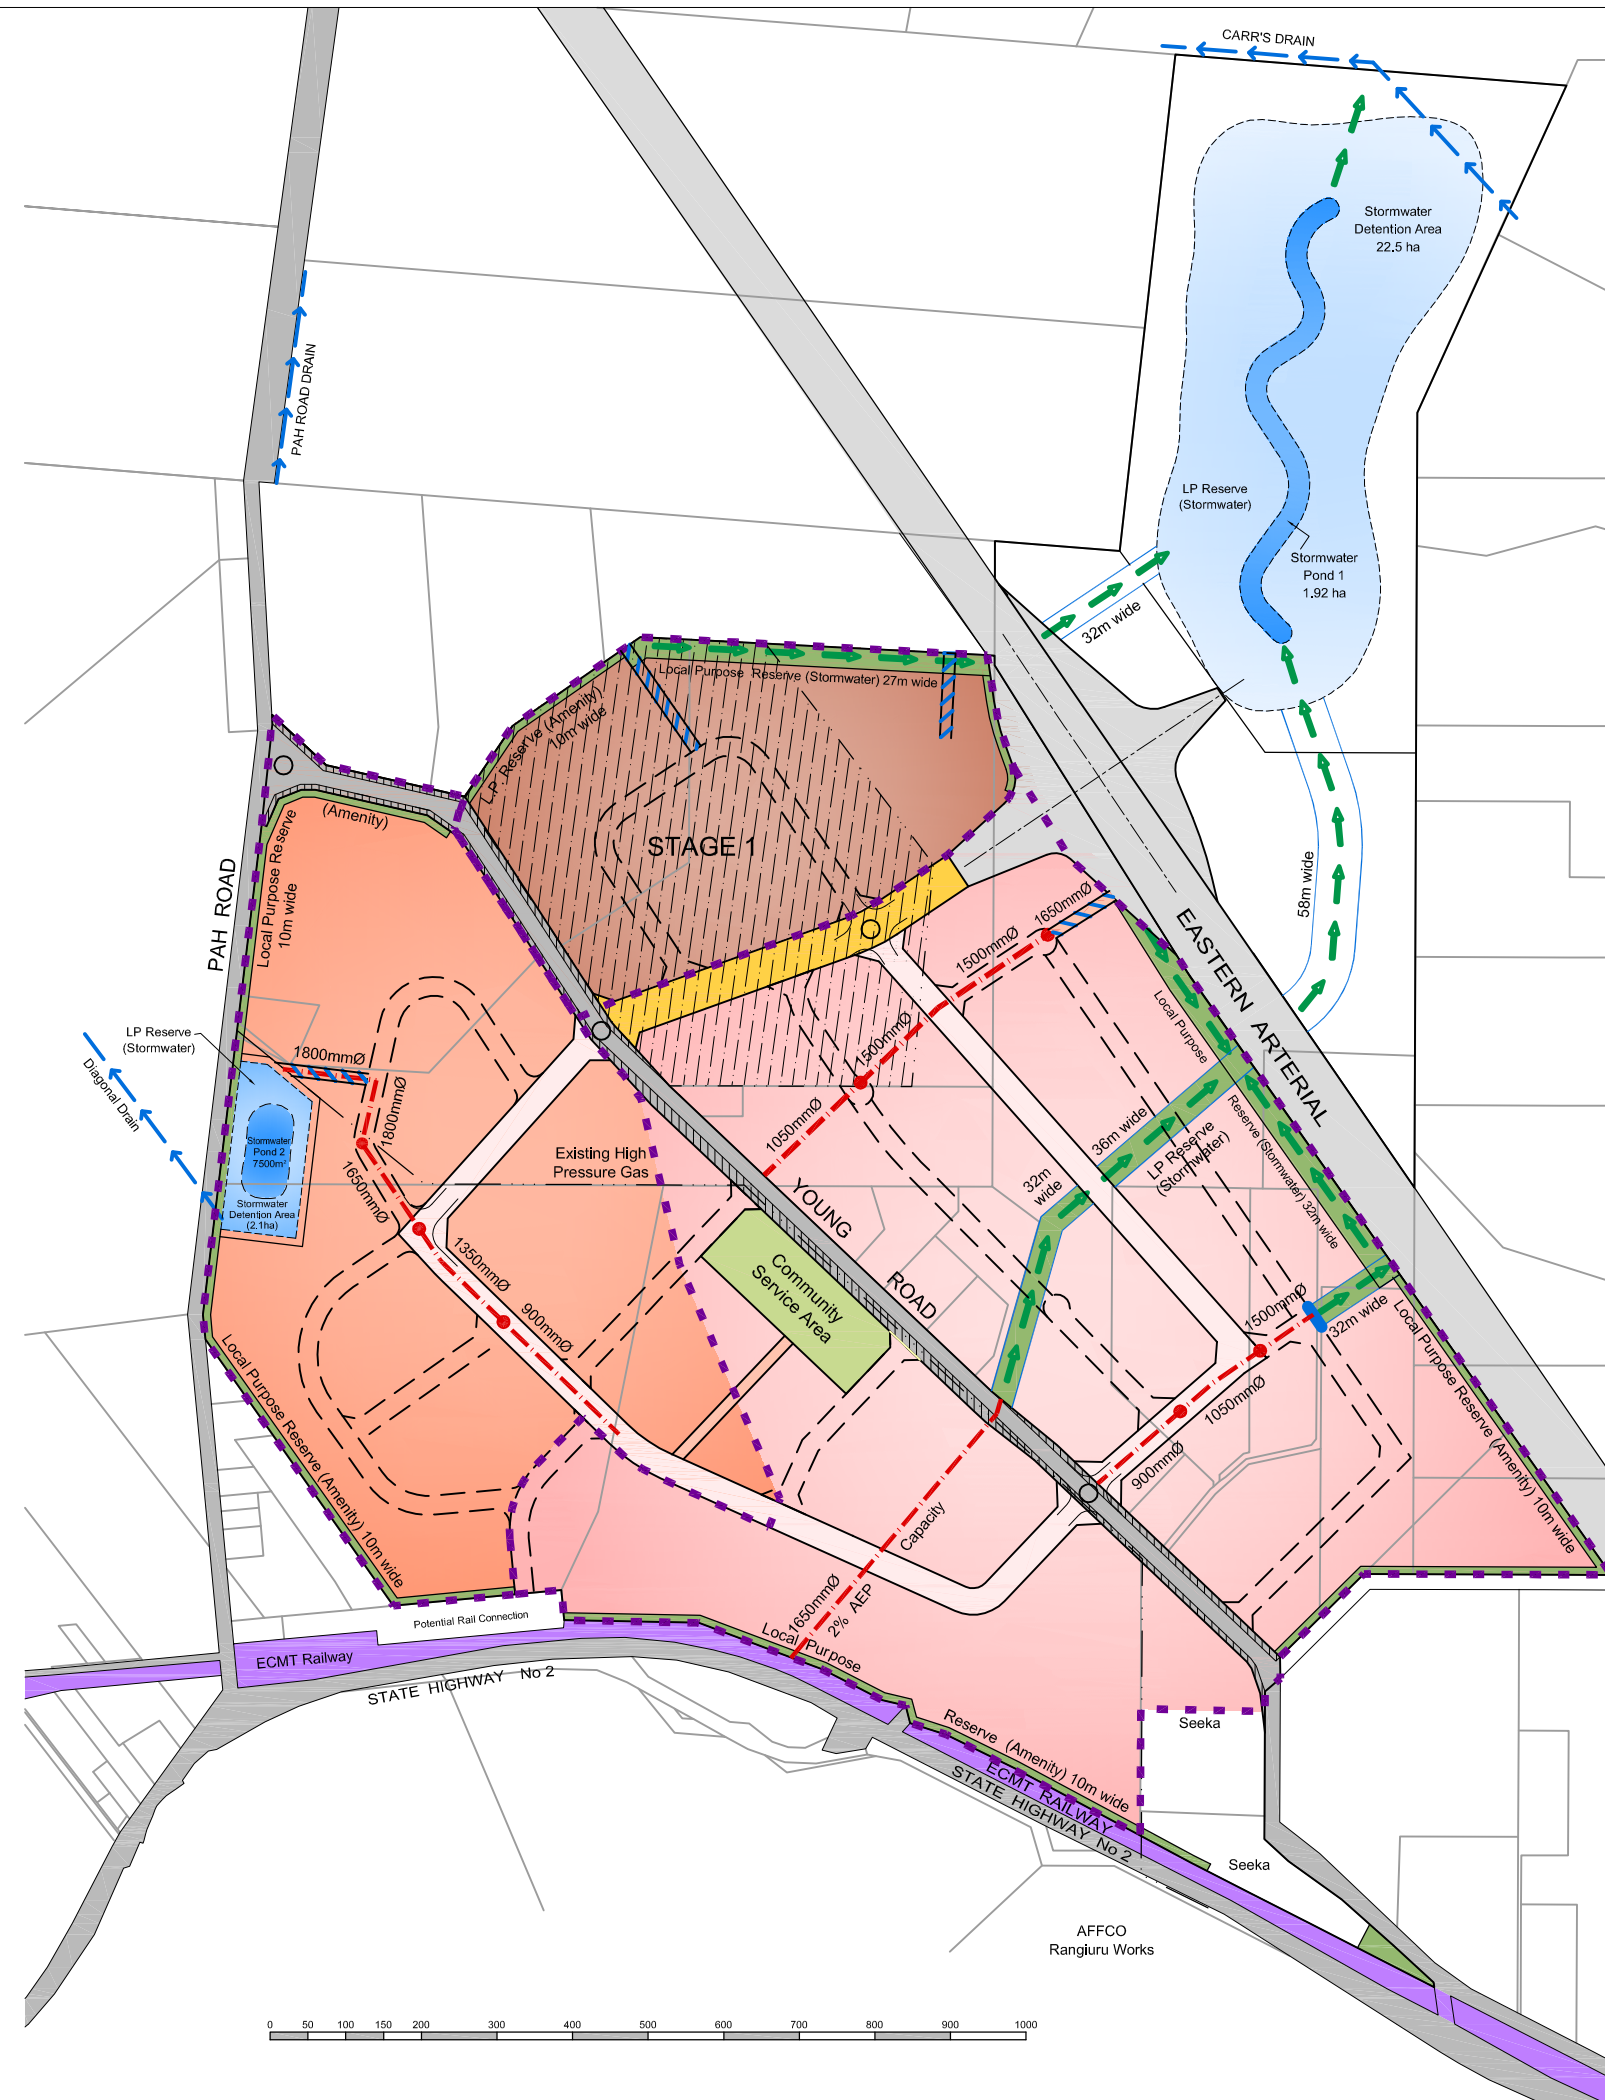 CARR'S DRAIN
Stormwater
Detention Area
22.5 ha
PAH ROAD DRAIN
LP Reserve
(Stormwater)
Stormwater
Pond 1
1.92 ha
32m wide
Local Purpose Reserve (Stormwater) 27m wide
L.P. Reserve (Amenity)
10m wide
STAGE 1
(Amenity)
Local Purpose Reserve
10m wide
PAH ROAD
58m wide
EASTERN ARTERIAL
1650mmØ
1500mmØ
1500mmØ
1050mmØ
Local Purpose
Reserve (Stormwater) 32m wide
LP Reserve
(Stormwater)
Diagonal Drain
1800mmØ
1800mmØ
1650mmØ
Stormwater
Pond 2
7500m²
Stormwater
Detention Area
(2.1ha)
Existing High
Pressure Gas
36m wide
LP Reserve
(Stormwater)
32m
wide
YOUNG
ROAD
Community
Service Area
1350mmØ
900mmØ
1500mmØ
32m wide
1050mmØ
900mmØ
Local Purpose Reserve (Amenity) 10m wide
Local Purpose Reserve (Amenity) 10m wide
Capacity
1650mmØ
2% AEP
Potential Rail Connection
ECMT Railway
STATE HIGHWAY No 2
Local Purpose
Reserve (Amenity) 10m wide
ECMT RAILWAY
STATE HIGHWAY No 2
Seeka
Seeka
AFFCO
Rangiuru Works
0 50 100 150 200 300 400 500 600 700 800 900 1000